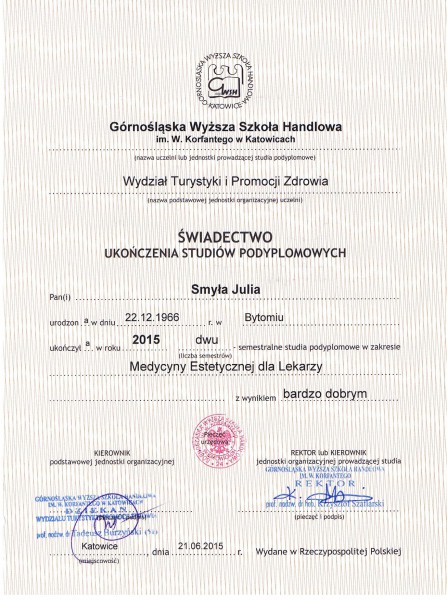 GÓRNOŚLĄSKA WYŻSZA SZKOŁA HANDLOWA
GWSH
KATOWICE
Górnośląska Wyższa Szkoła Handlowa
im. W. Korfantego w Katowicach
(nazwa uczelni lub jednostki prowadzącej studia podyplomowe)
Wydział Turystyki i Promocji Zdrowia
(nazwa podstawowej jednostki organizacyjnej uczelni)
ŚWIADECTWO
UKOŃCZENIA STUDIÓW PODYPLOMOWYCH
Pan(i) Smyła Julia
urodzon a w dniu 22.12.1966 r. w Bytomiu
ukończył a w roku 2015 dwu - semestralne studia podyplomowe w zakresie
(liczba semestrów)
Medycyny Estetycznej dla Lekarzy
z wynikiem bardzo dobrym
Pieczęć
urzędowa
KIEROWNIK
podstawowej jednostki organizacyjnej
REKTOR lub KIEROWNIK
jednostki organizacyjnej prowadzącej studia
GÓRNOŚLĄSKA WYŻSZA SZKOŁA HANDLOWA
IM. W. KORFANTEGO
REKTOR
prof. nadzw. dr hab. Krzysztof Szaflarski
(pieczęć i podpis)
GÓRNOŚLĄSKA WYŻSZA SZKOŁA HANDLOWA
IM. W. KORFANTEGO W KATOWICACH
DZIEKAN
WYDZIAŁU TURYSTYKI I PROMOCJI ZDROWIA
prof. nadzw. dr Tadeusz Burzyński
Katowice, dnia 21.06.2015 Wydane w Rzeczypospolitej Polskiej
(miejscowość)